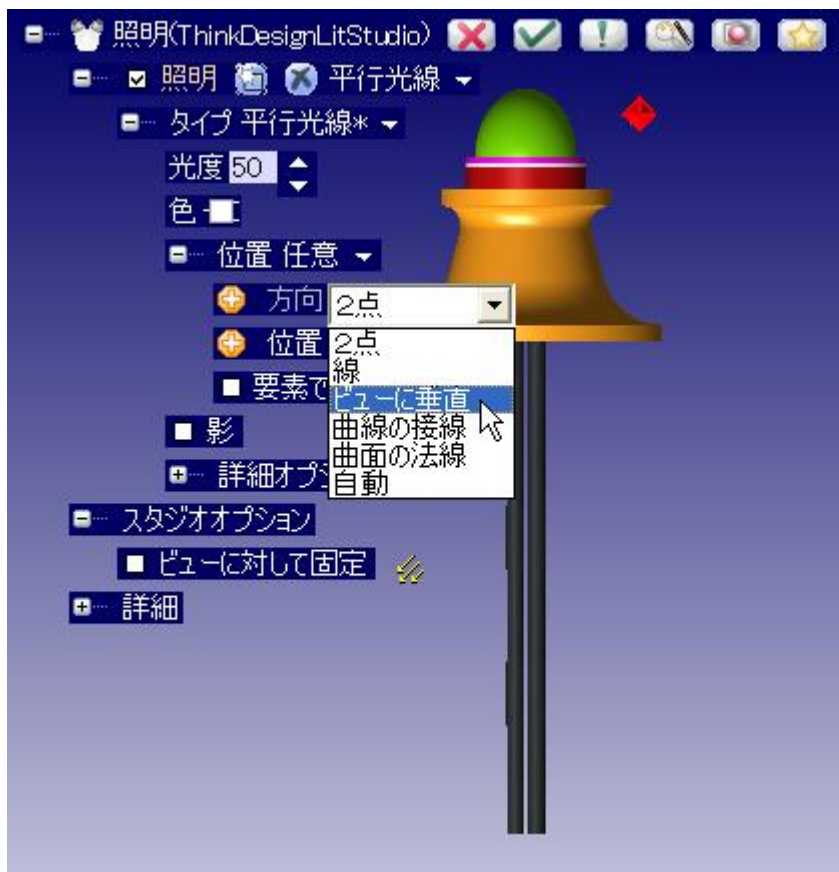 照明(ThinkDesignLitStudio)
照明 平行光線
タイプ 平行光線*
光度 50
色
位置 任意
方向 2点
位置 2点
線
要素で
ビューに垂直
影
曲線の接線
曲面の法線
詳細オプシ
自動
スタジオオプション
ビューに対して固定
詳細